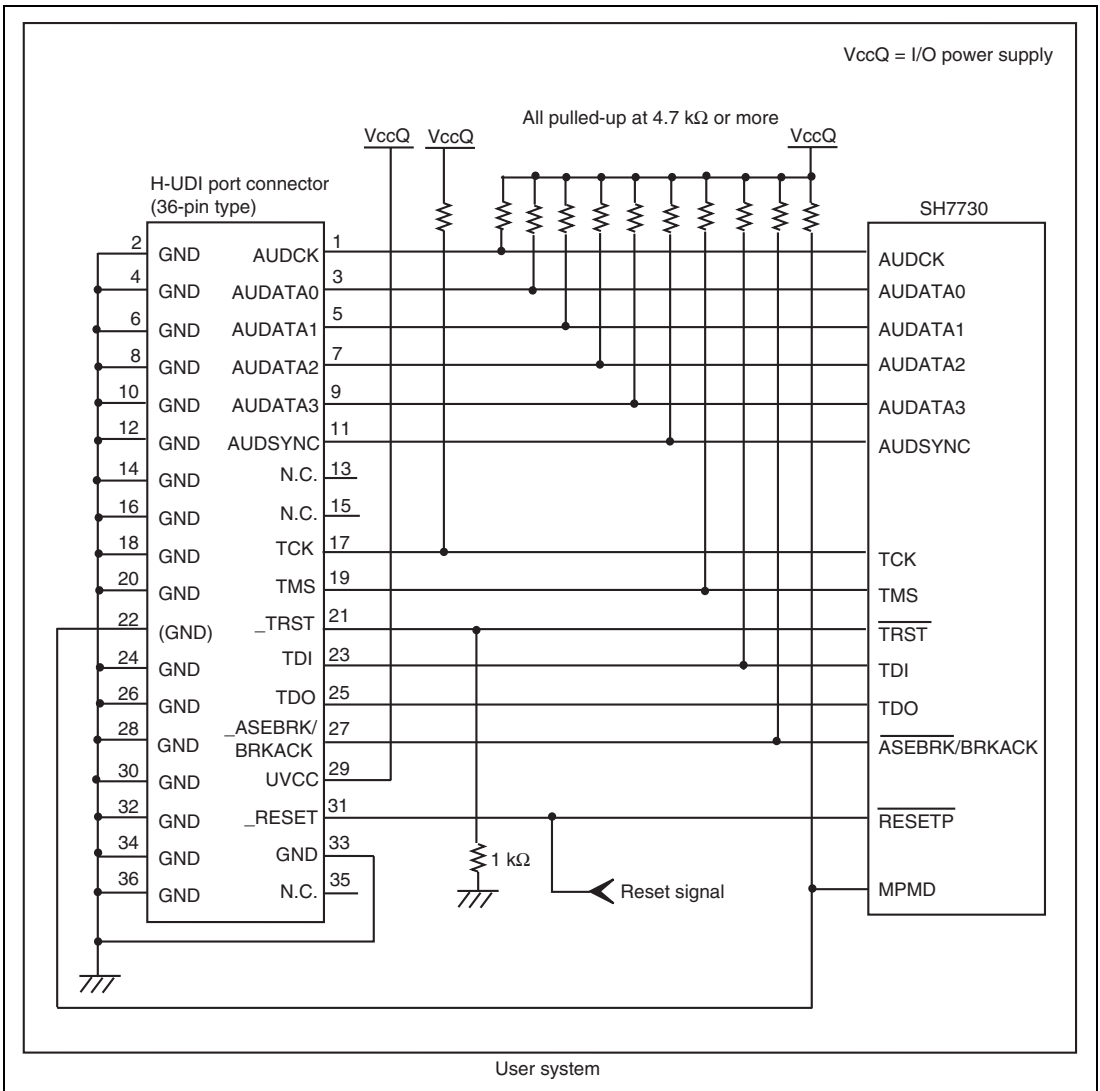 VccQ = I/O power supply
All pulled-up at 4.7 kΩ or more
VccQ VccQ VccQ
H-UDI port connector
(36-pin type)
SH7730
2 GND AUDCK 1 AUDCK
4 GND AUDATA0 3 AUDATA0
6 GND AUDATA1 5 AUDATA1
8 GND AUDATA2 7 AUDATA2
10 GND AUDATA3 9 AUDATA3
12 GND AUDSYNC 11 AUDSYNC
14 GND N.C. 13
16 GND N.C. 15
18 GND TCK 17 TCK
20 GND TMS 19 TMS
22 (GND) _TRST 21 TRST
24 GND TDI 23 TDI
26 GND TDO 25 TDO
28 GND _ASEBRK/ BRKACK 27 ASEBRK/BRKACK
30 GND UVCC 29
32 GND _RESET 31 RESETP
34 GND GND 33
1 kΩ
36 GND N.C. 35
Reset signal
MPMD
User system